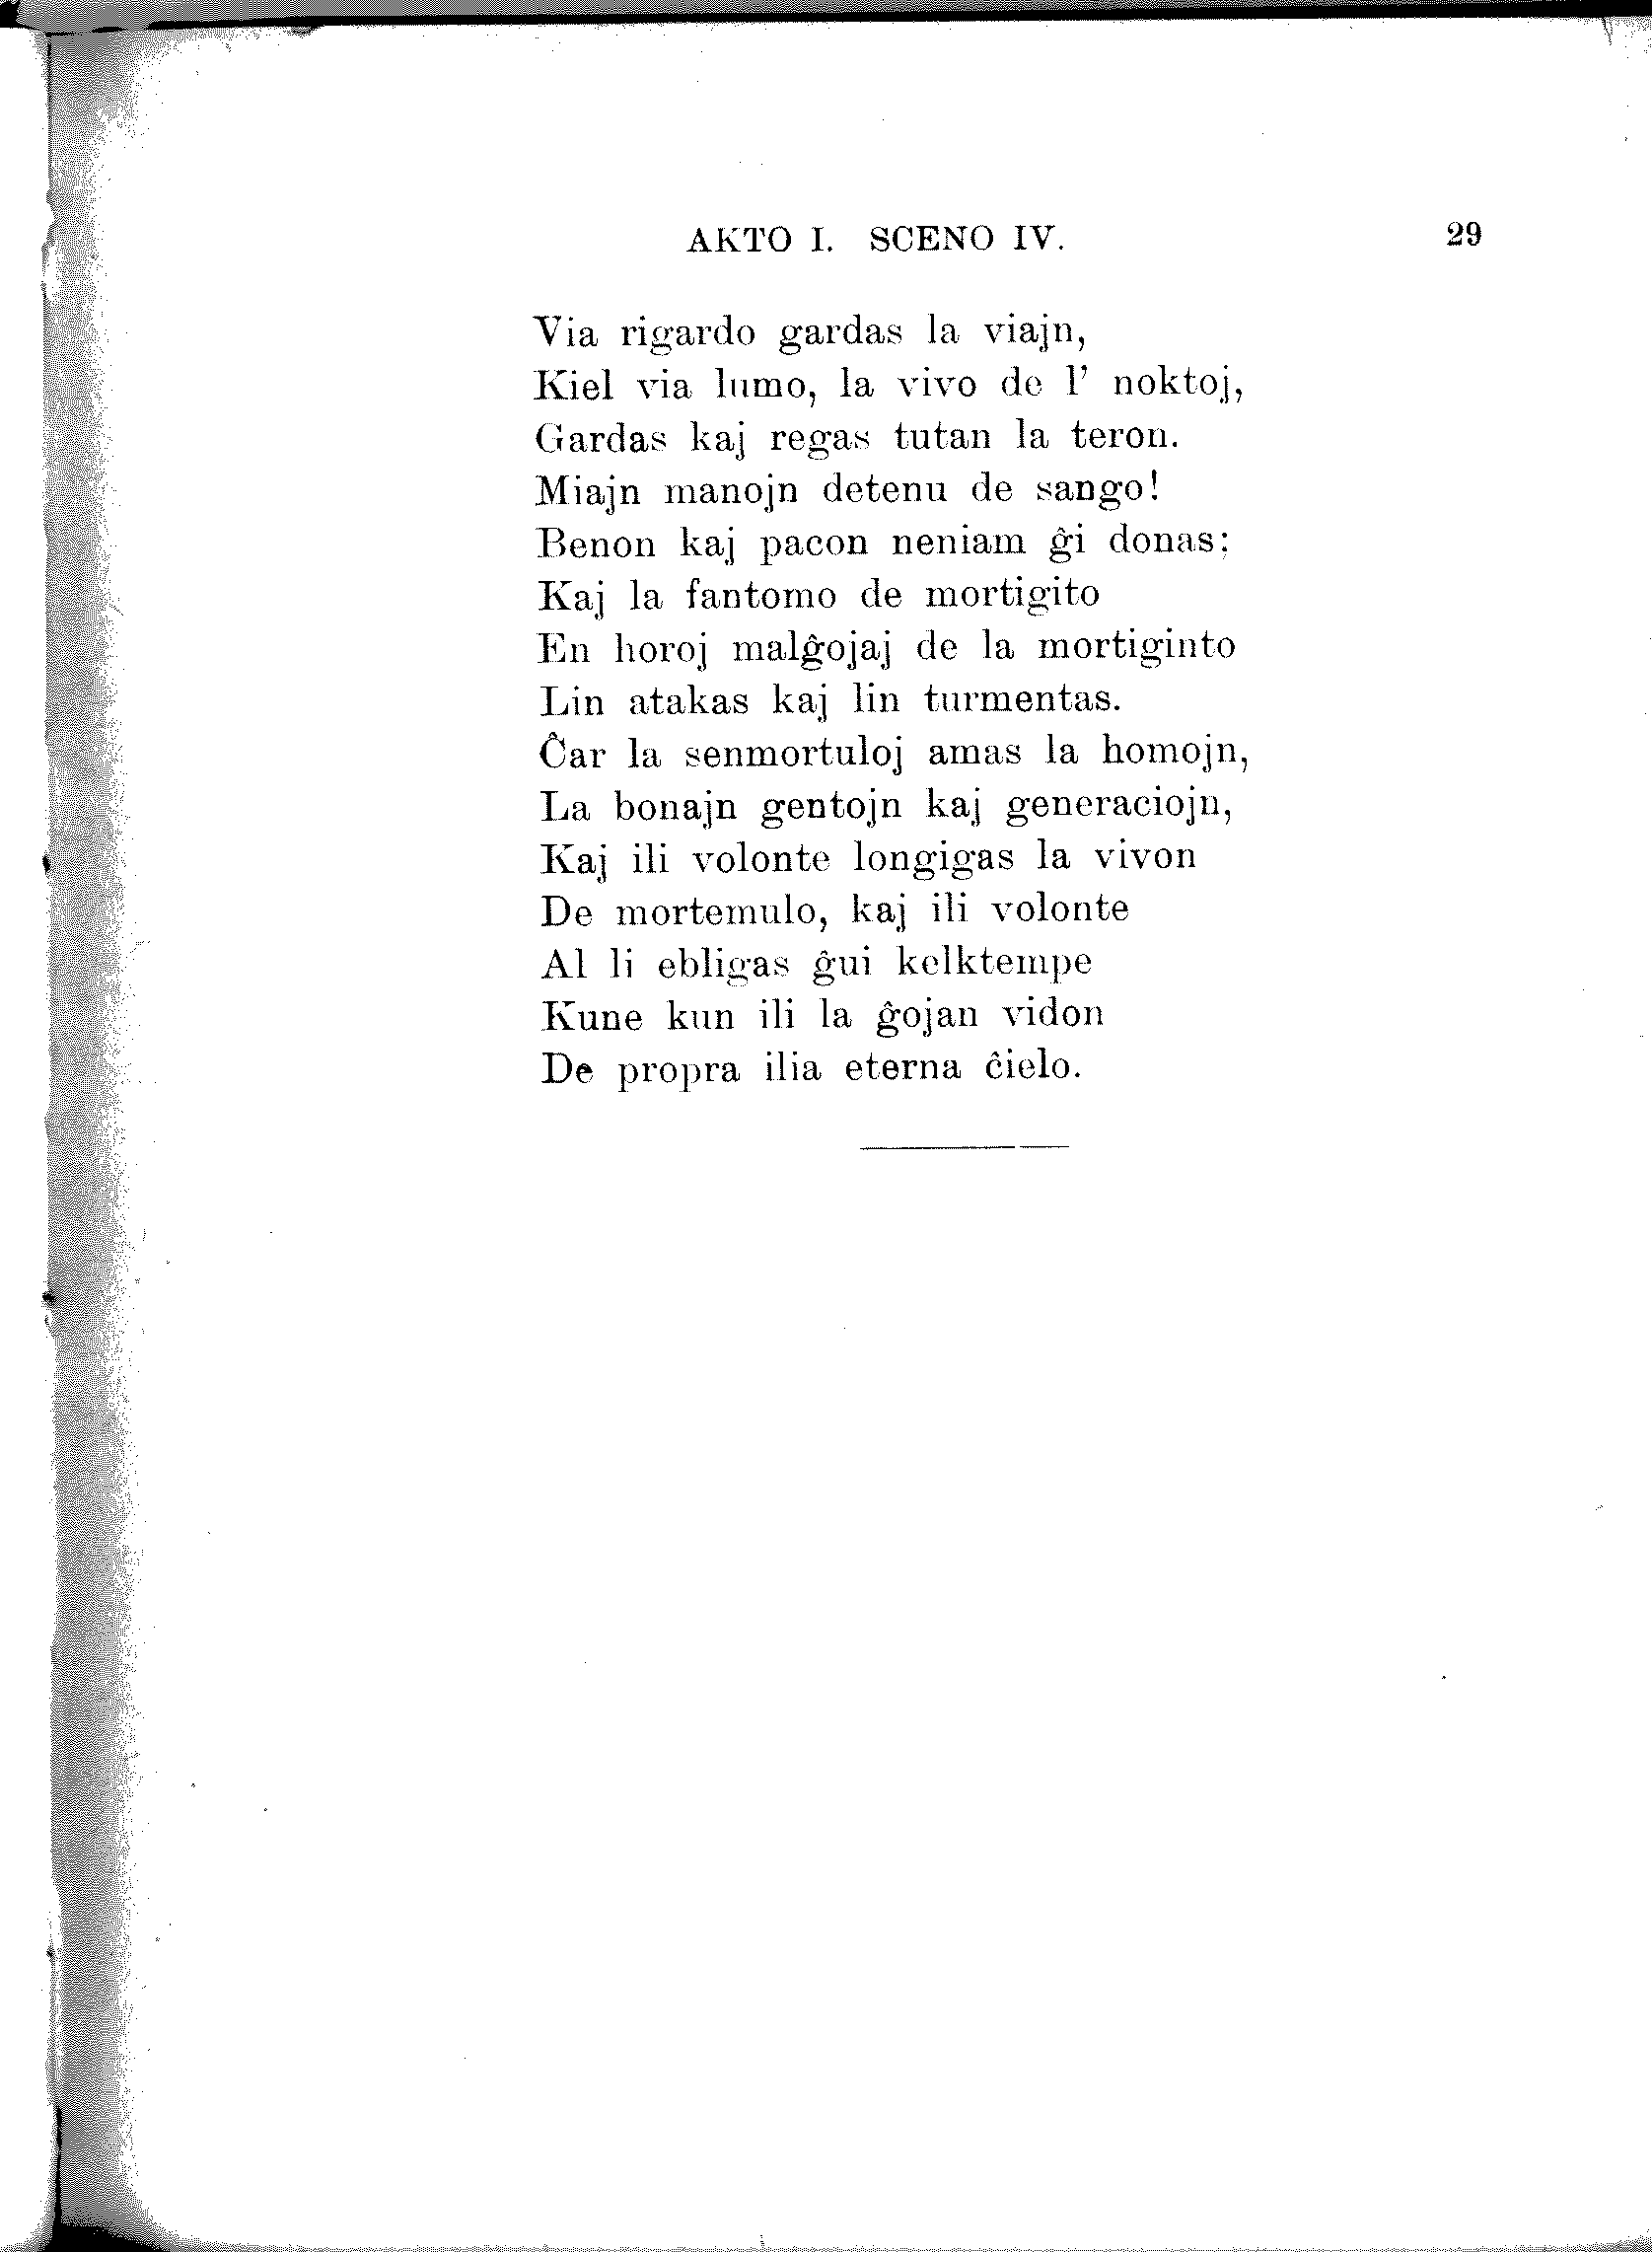 AKTO I. SCENO IV. 29
Via rigardo gardas la viajn,
Kiel via lumo, la vivo de l' noktoj,
Gardas kaj regas tutan la teron.
Miajn manojn detenu de sango!
Benon kaj pacon neniam ĝi donas;
Kaj la fantomo de mortigito
En horoj malĝojaj de la mortiginto
Lin atakas kaj lin turmentas.
Ĉar la senmortuloj amas la homojn,
La bonajn gentojn kaj generaciojn,
Kaj ili volonte longigas la vivon
De mortemulo, kaj ili volonte
Al li ebligas ĝui kelktempe
Kune kun ili la ĝojan vidon
De propra ilia eterna ĉielo.